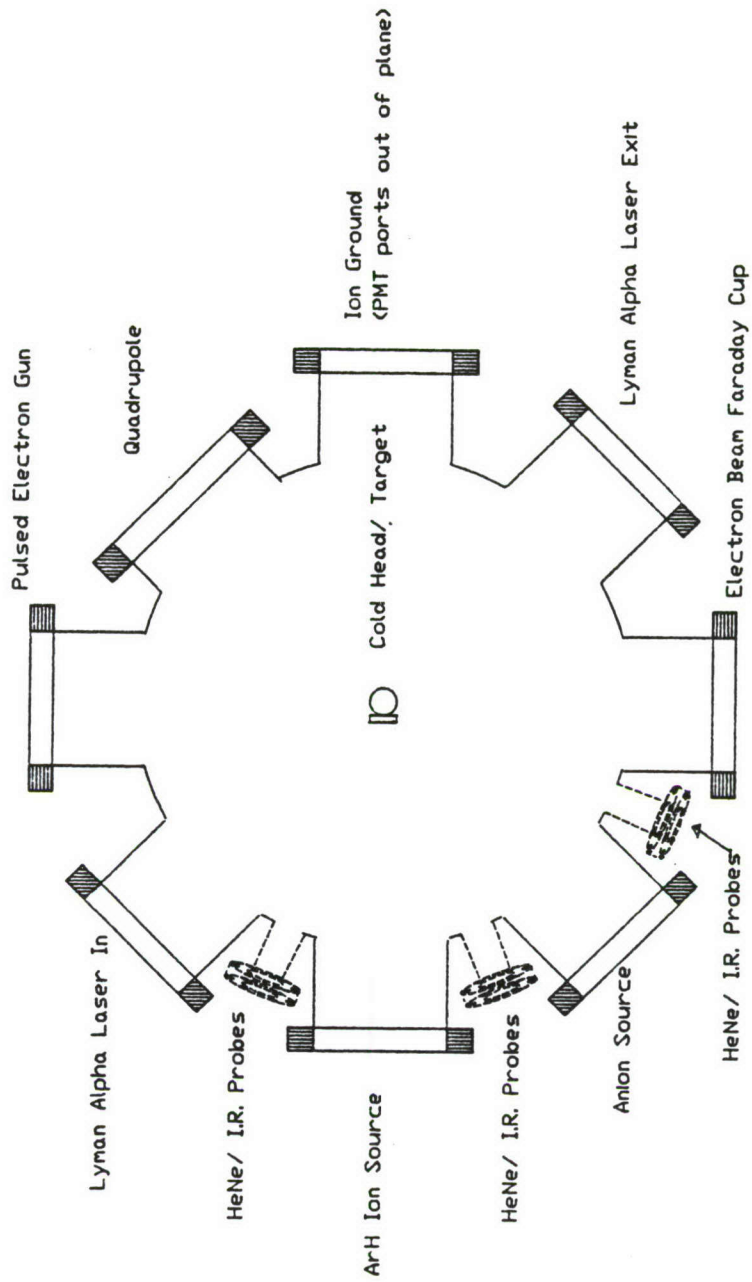 Pulsed Electron Gun
Quadrupole
Ion Ground
(PMT ports out of plane)
Lyman Alpha Laser In
Cold Head/ Target
HeNe/ I.R. Probes
ArH Ion Source
Lyman Alpha Laser Exit
HeNe/ I.R. Probes
Anion Source
Electron Beam Faraday Cup
HeNe/ I.R. Probes